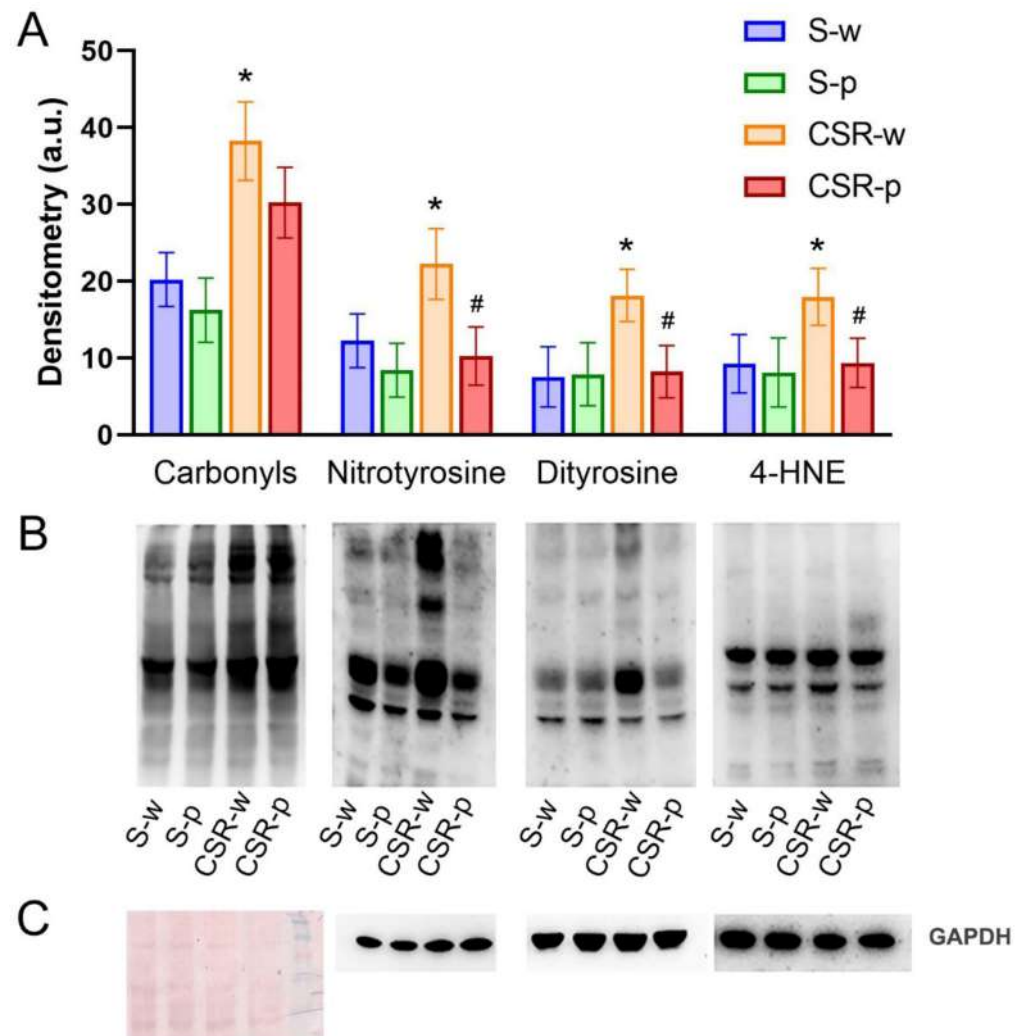 A
50
40
30
20
10
0
Densitometry (a.u.)
S-w
S-p
CSR-w
CSR-p
*
*
#
*
#
*
#
Carbonyls Nitrotyrosine Dityrosine 4-HNE
B
S-w S-p CSR-w CSR-p S-w S-p CSR-w CSR-p S-w S-p CSR-w CSR-p S-w S-p CSR-w CSR-p
C
GAPDH